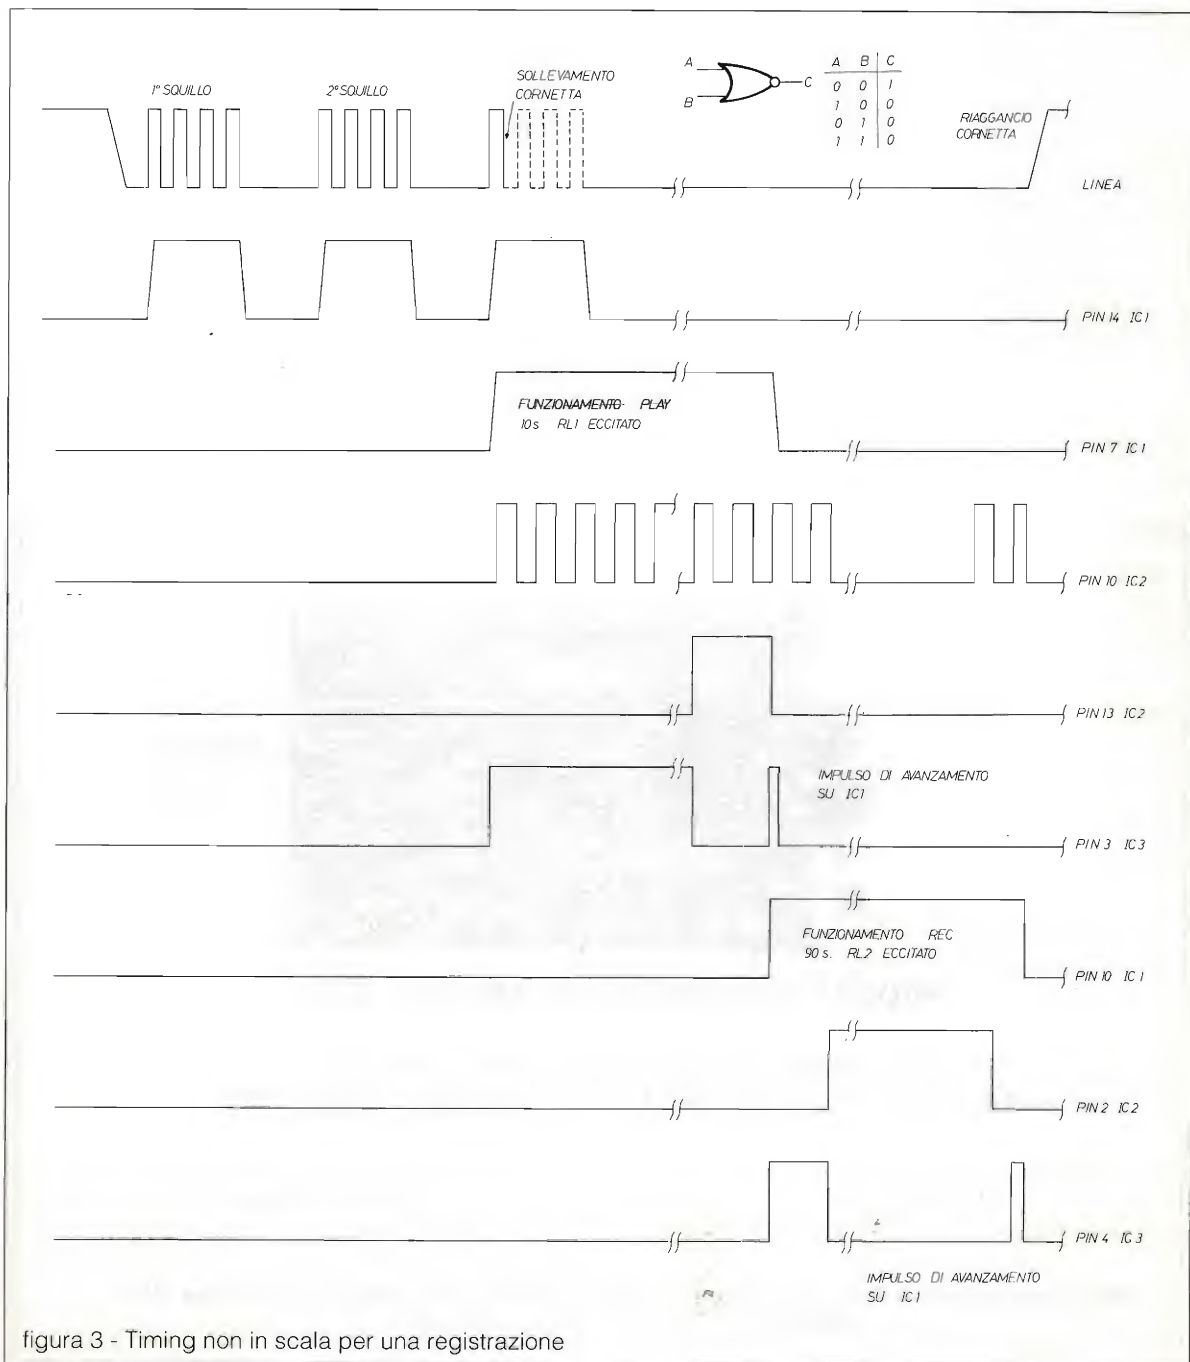 1° SQUILLO
2° SQUILLO
SOLLEVAMENTO
CORNETTA
A
B
C
A B C
0 0 1
1 0 0
0 1 0
1 1 0
RIAGGANCIO
CORNETTA
LINEA
PIN 14 IC1
FUNZIONAMENTO PLAY
10s RL1 ECCITATO
PIN 7 IC1
PIN 10 IC2
PIN 13 IC2
IMPULSO DI AVANZAMENTO
SU IC1
PIN 3 IC3
FUNZIONAMENTO REC
90 s. RL2 ECCITATO
PIN 10 IC1
PIN 2 IC2
PIN 4 IC3
IMPULSO DI AVANZAMENTO
SU IC1
figura 3 - Timing non in scala per una registrazione